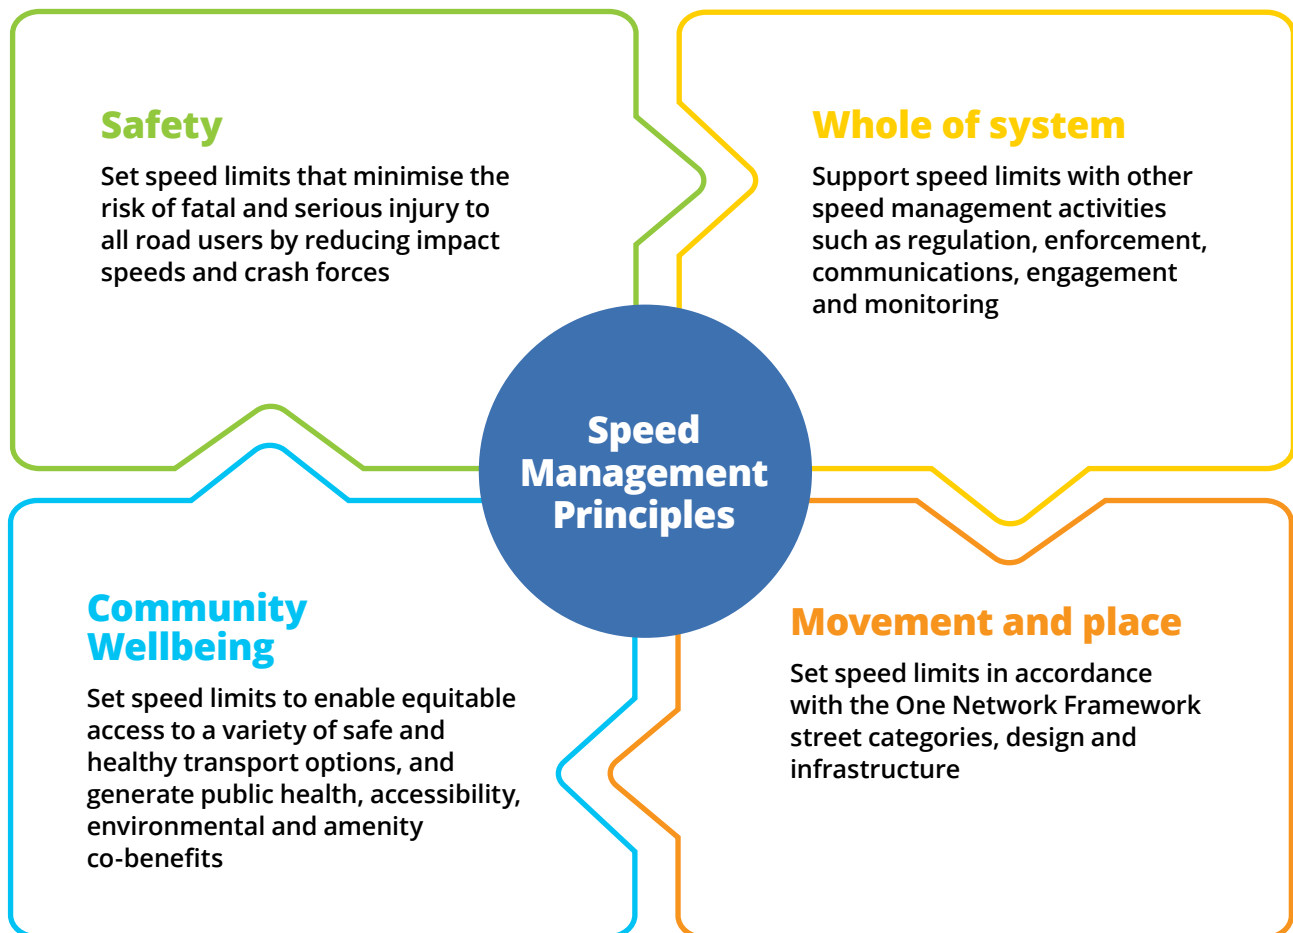 Safety
Set speed limits that minimise the
risk of fatal and serious injury to
all road users by reducing impact
speeds and crash forces
Whole of system
Support speed limits with other
speed management activities
such as regulation, enforcement,
communications, engagement
and monitoring
Speed
Management
Principles
Community
Wellbeing
Set speed limits to enable equitable
access to a variety of safe and
healthy transport options, and
generate public health, accessibility,
environmental and amenity
co-benefits
Movement and place
Set speed limits in accordance
with the One Network Framework
street categories, design and
infrastructure